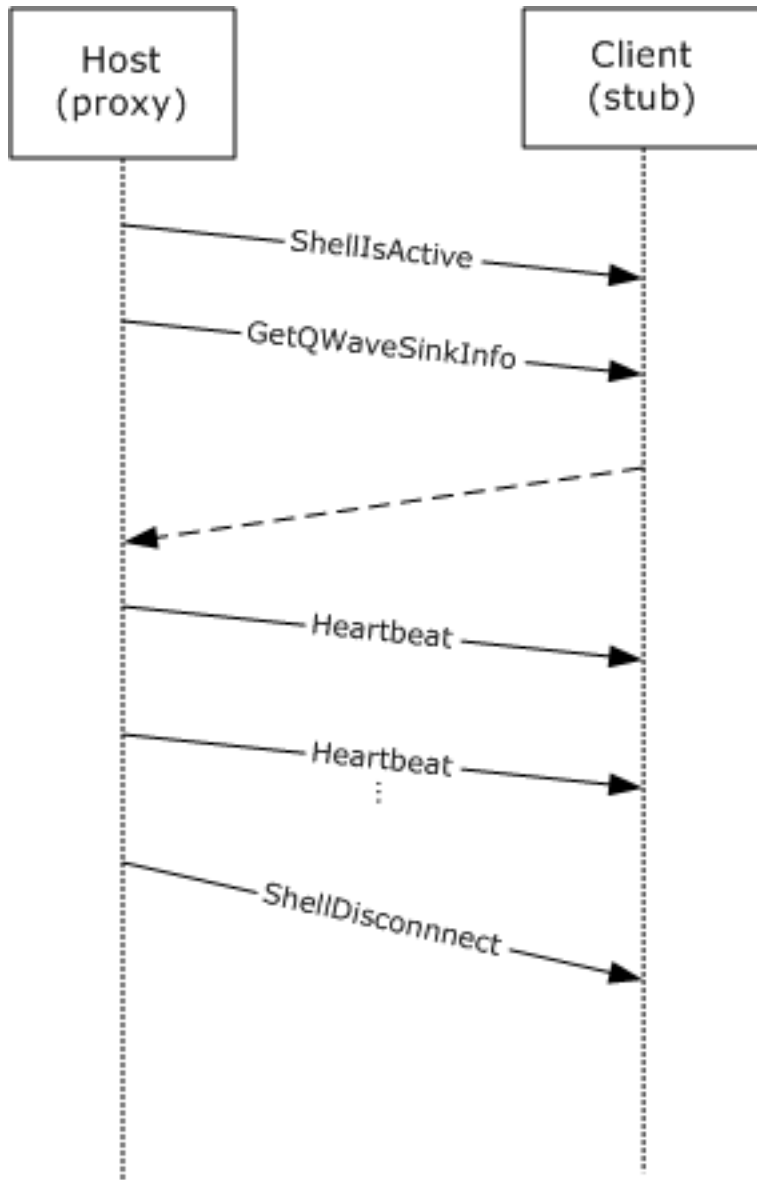 Host
(proxy)
Client
(stub)
ShellIsActive
GetQWaveSinkInfo
Heartbeat
Heartbeat
ShellDisconnnect